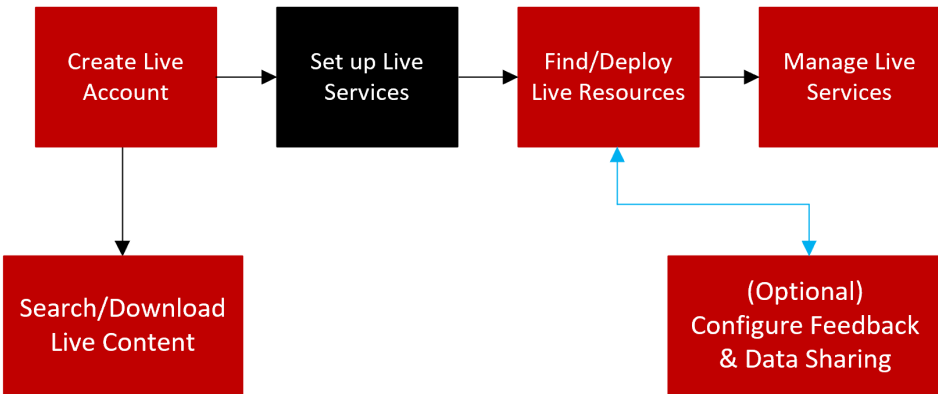 Create Live
Account
Set up Live
Services
Find/Deploy
Live Resources
Manage Live
Services
Search/Download
Live Content
(Optional)
Configure Feedback
& Data Sharing